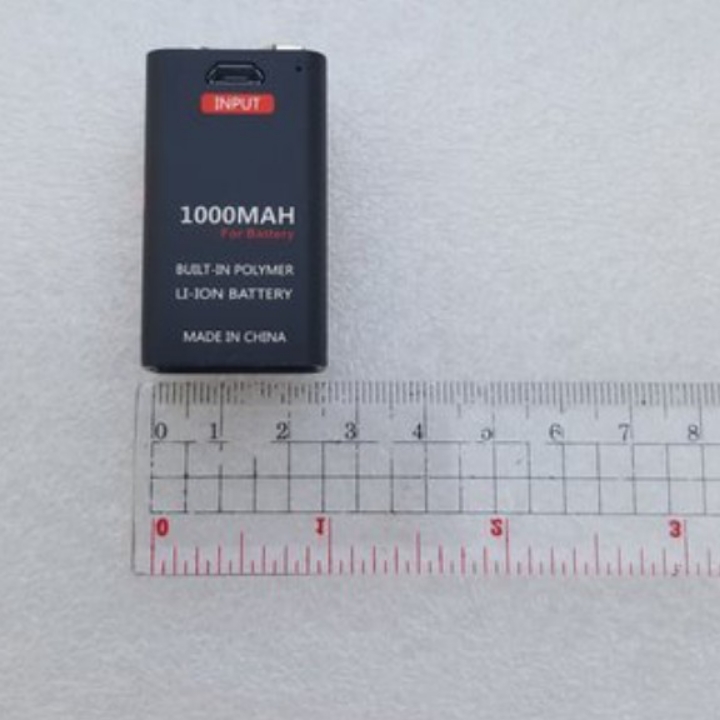 INPUT
1000MAH
For Battery
BUILT-IN POLYMER
LI-ION BATTERY
MADE IN CHINA
0 1 2 3 4 5 6 7 8
0 1 2 3